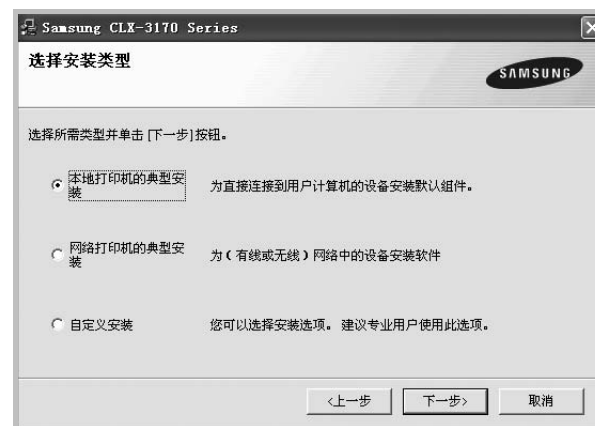 Samsung CLX-3170 Series
选择安装类型
SAMSUNG
选择所需类型并单击 [下一步]按钮。
本地打印机的典型安
装
为直接连接到用户计算机的设备安装默认组件。
网络打印机的典型安
装
为（有线或无线）网络中的设备安装软件
自定义安装
您可以选择安装选项。 建议专业用户使用此选项。
<上一步
下一步>
取消